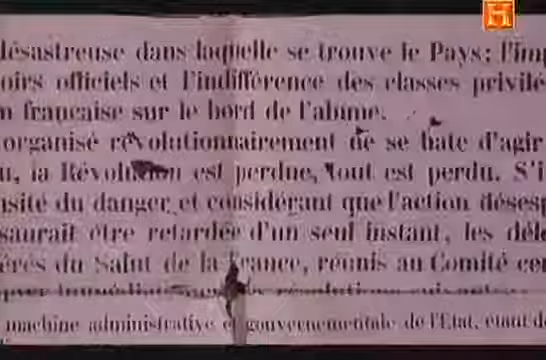 désastreuse dans laquelle se trouve le Pays; l'imp
oirs officiels et l'indifférence des classes privilé
n française sur le bord de l'abîme.
organisé révolutionnairement ne se hâte d'agir
u, la Révolution est perdue, tout est perdu. S'i
nsité du danger, et considérant que l'action désesp
saurait être retardée d'un seul instant, les délé
érés du Salut de la France, réunis au Comité cen
machine administrative et gouvernementale de l'Etat, étant de
H